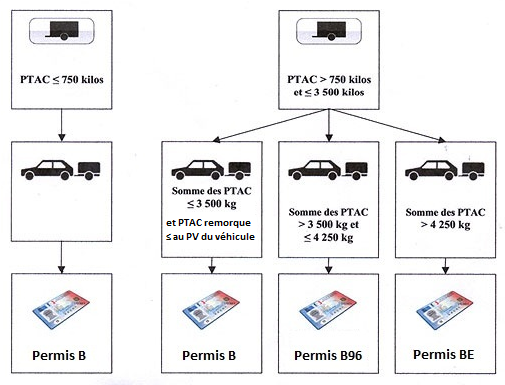 PTAC ≤ 750 kilos
PTAC > 750 kilos
et ≤ 3 500 kilos
Somme des PTAC
≤ 3 500 kg
et PTAC remorque
≤ au PV du véhicule
Somme des PTAC
> 3 500 kg et
≤ 4 250 kg
Somme des PTAC
> 4 250 kg
Permis B
Permis B
Permis B96
Permis BE